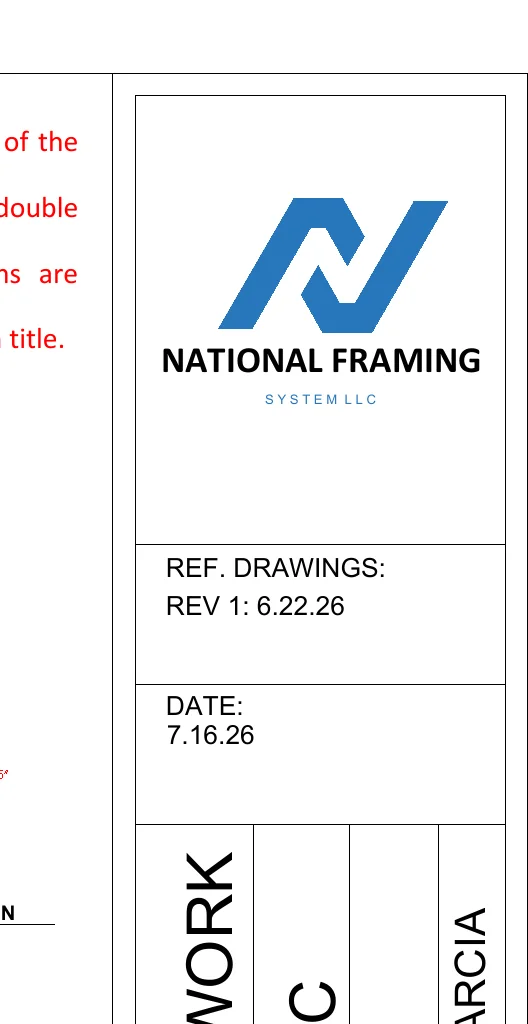 of the
double
ns are
title.
NATIONAL FRAMING
SYSTEM LLC
REF. DRAWINGS:
REV 1: 6.22.26
DATE:
7.16.26
5"
N
WORK
C
ARCIA